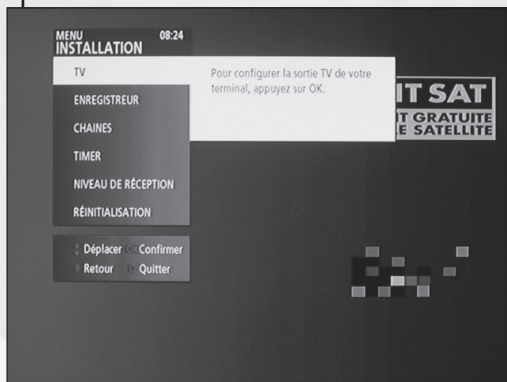 MENU 08:24
INSTALLATION
TV
Pour configurer la sortie TV de votre
terminal, appuyez sur OK.
ENREGISTREUR
CHAINES
TIMER
NIVEAU DE RÉCEPTION
RÉINITIALISATION
IT SAT
IT GRATUITE
E SATELLITE
Déplacer OK Confirmer
Retour Quitter